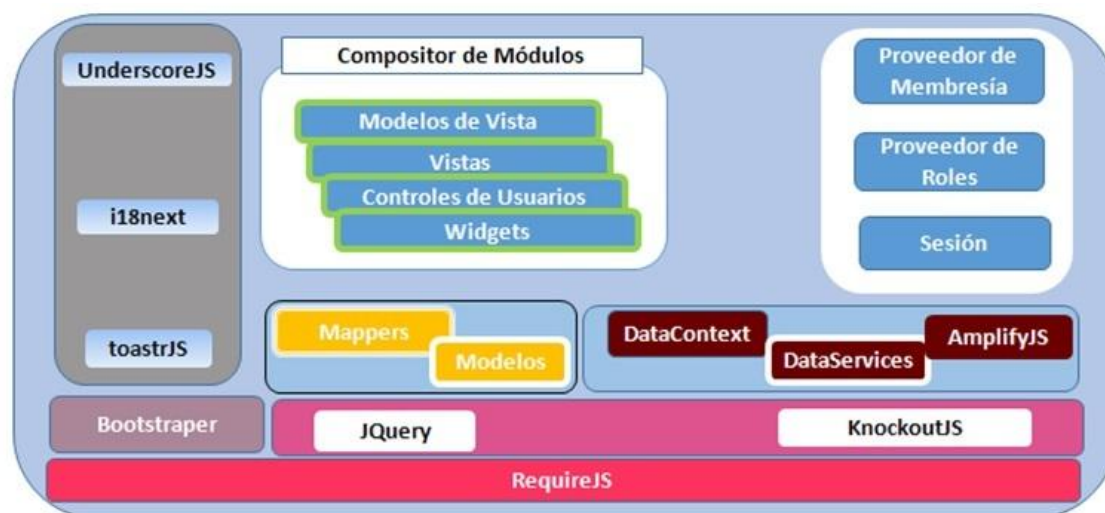 UnderscoreJS
i18next
toastrJS
Compositor de Módulos
Modelos de Vista
Vistas
Controles de Usuarios
Widgets
Proveedor de
Membresía
Proveedor de
Roles
Sesión
Mappers
Modelos
DataContext
DataServices
AmplifyJS
Bootstraper
JQuery
KnockoutJS
RequireJS